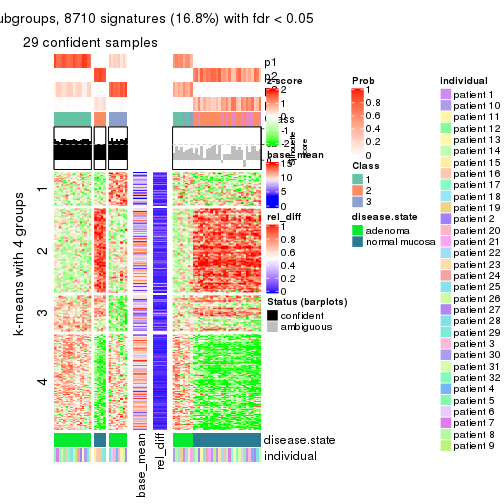 ubgroups, 8710 signatures (16.8%) with fdr < 0.05
29 confident samples
p1
p2
z-score
2
1
-1
-2
base_mean
15
10
5
0
rel_diff
1
0.8
0.6
0.4
0.2
0
Status (barplots)
confident
ambiguous
Prob
1
0.8
0.6
0.4
0.2
0
Class
1
2
3
disease.state
adenoma
normal mucosa
individual
patient 1
patient 10
patient 11
patient 12
patient 13
patient 14
patient 15
patient 16
patient 17
patient 18
patient 19
patient 2
patient 20
patient 21
patient 22
patient 23
patient 24
patient 25
patient 26
patient 27
patient 28
patient 29
patient 3
patient 30
patient 31
patient 32
patient 4
patient 5
patient 6
patient 7
patient 8
patient 9
k-means with 4 groups
1
2
3
4
disease.state
individual
base_mean
rel_diff